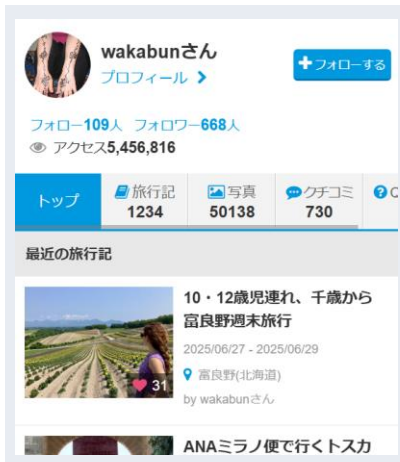 wakabunさん
プロフィール
フォローする
フォロー109人 フォロワー668人
アクセス5,456,816
トップ
旅行記
1234
写真
50138
クチコミ
730
最近の旅行記
10・12歳児連れ、千歳から
富良野週末旅行
2025/06/27 - 2025/06/29
富良野(北海道)
by wakabunさん
31
ANAミラノ便で行くトスカ